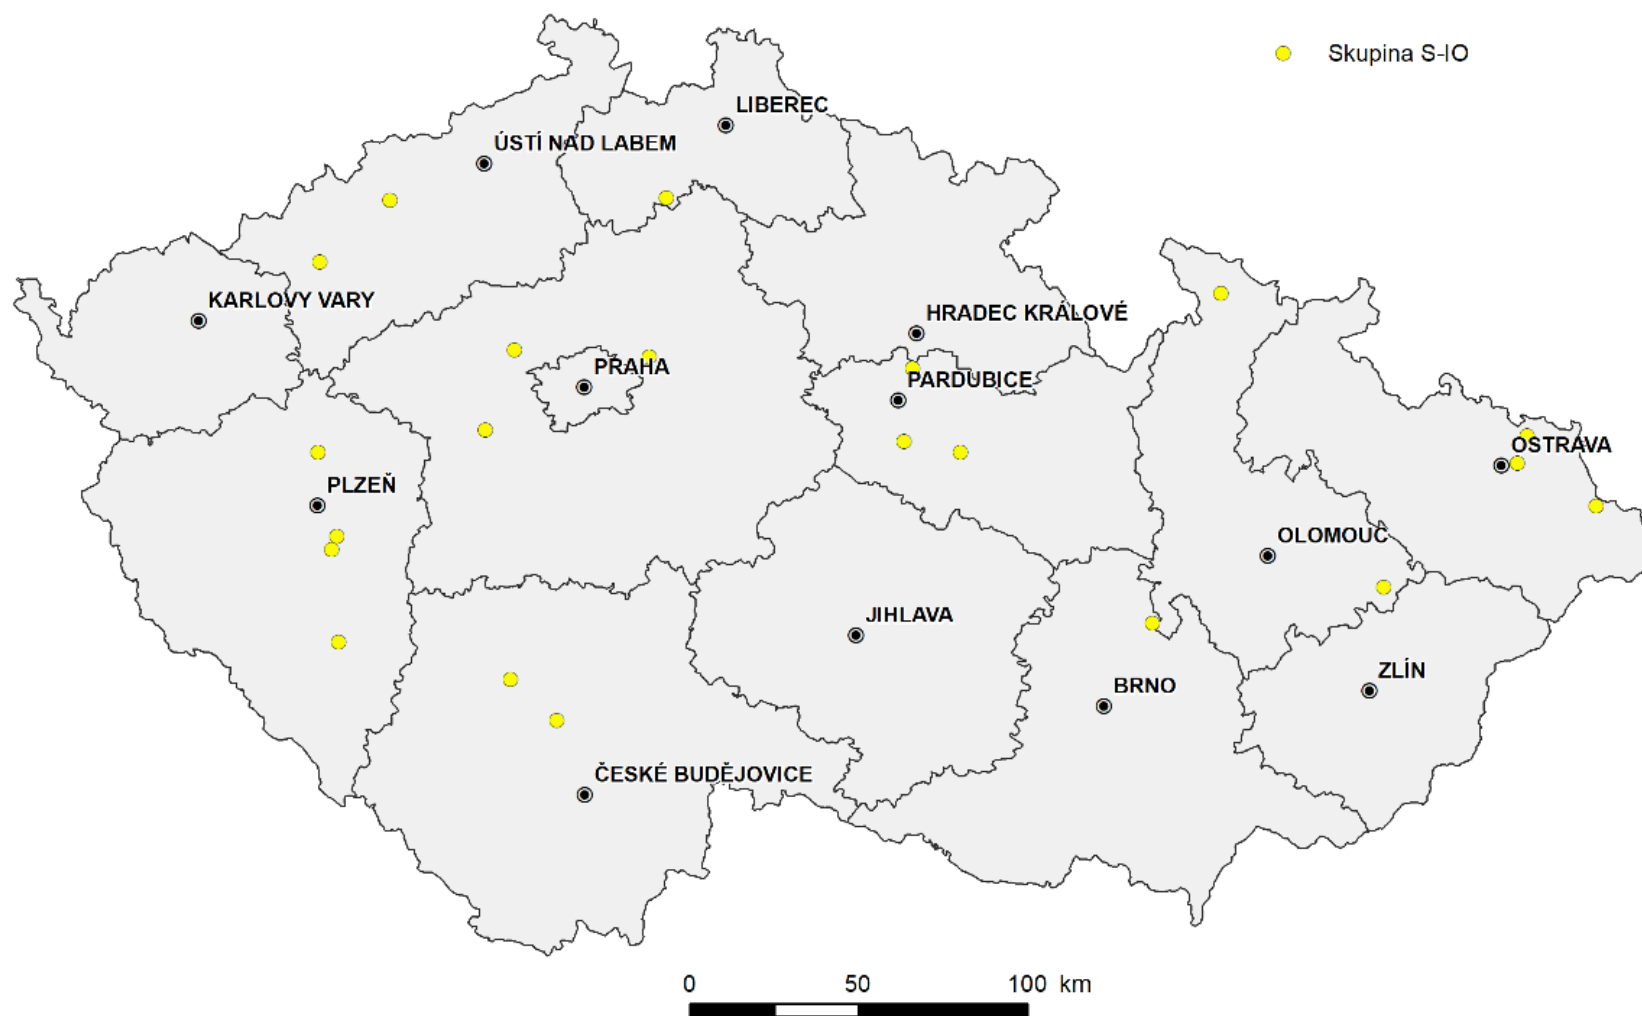 Skupina S-IO
LIBEREC
ÚSTÍ NAD LABEM
KARLOVY VARY
HRADEC KRÁLOVÉ
PRAHA
PARDUBICE
OSTRAVA
PLZEŇ
OLOMOUC
JIHLAVA
ZLÍN
BRNO
ČESKÉ BUDĚJOVICE
0 50 100 km